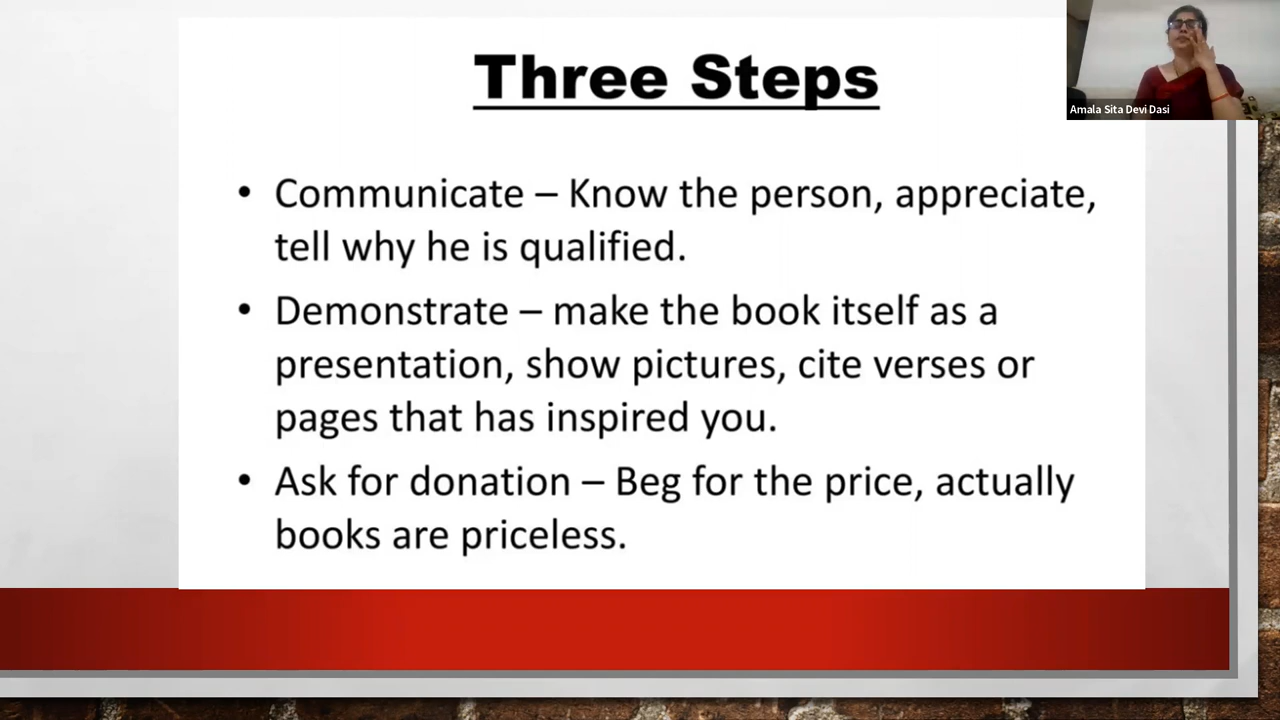 Three Steps
Amala Sita Devi Dasi
• Communicate – Know the person, appreciate,
tell why he is qualified.
• Demonstrate – make the book itself as a
presentation, show pictures, cite verses or
pages that has inspired you.
• Ask for donation – Beg for the price, actually
books are priceless.